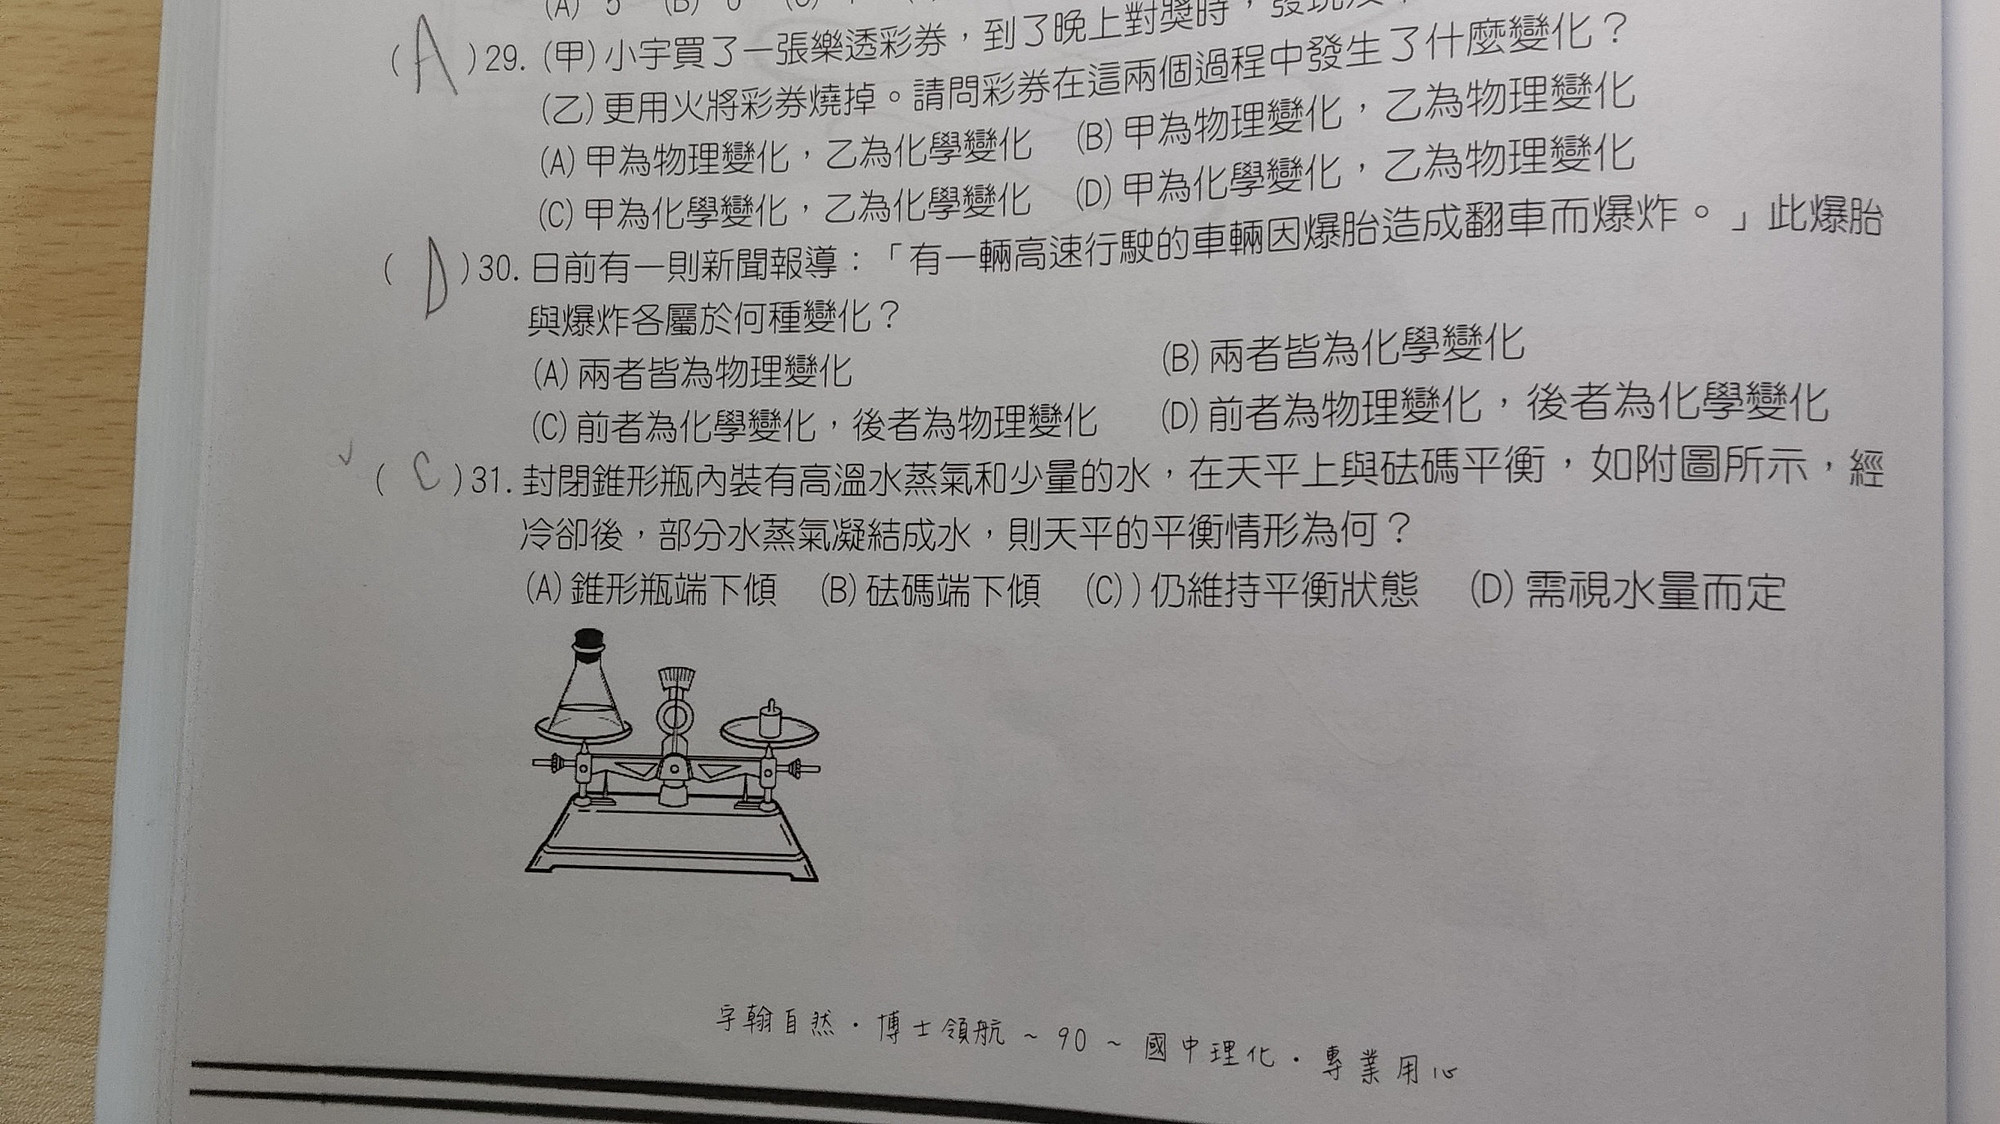 (A) 5 (B) 6
(A)29. (甲)小宇買了一張樂透彩券，到了晚上對獎時，發現沒
(乙)更用火將彩券燒掉。請問彩券在這兩個過程中發生了什麼變化？
(A)甲為物理變化，乙為化學變化 (B)甲為物理變化，乙為物理變化
(C)甲為化學變化，乙為化學變化 (D)甲為化學變化，乙為物理變化
(D)30. 日前有一則新聞報導：「有一輛高速行駛的車輛因爆胎造成翻車而爆炸。」此爆胎
與爆炸各屬於何種變化？
(A)兩者皆為物理變化 (B)兩者皆為化學變化
(C)前者為化學變化，後者為物理變化 (D)前者為物理變化，後者為化學變化
(C)31. 封閉錐形瓶內裝有高溫水蒸氣和少量的水，在天平上與砝碼平衡，如附圖所示，經
冷卻後，部分水蒸氣凝結成水，則天平的平衡情形為何？
(A)錐形瓶端下傾 (B)砝碼端下傾 (C))仍維持平衡狀態 (D)需視水量而定
宇翰自然・博士領航 ~ 90 ~ 國中理化・專業用心